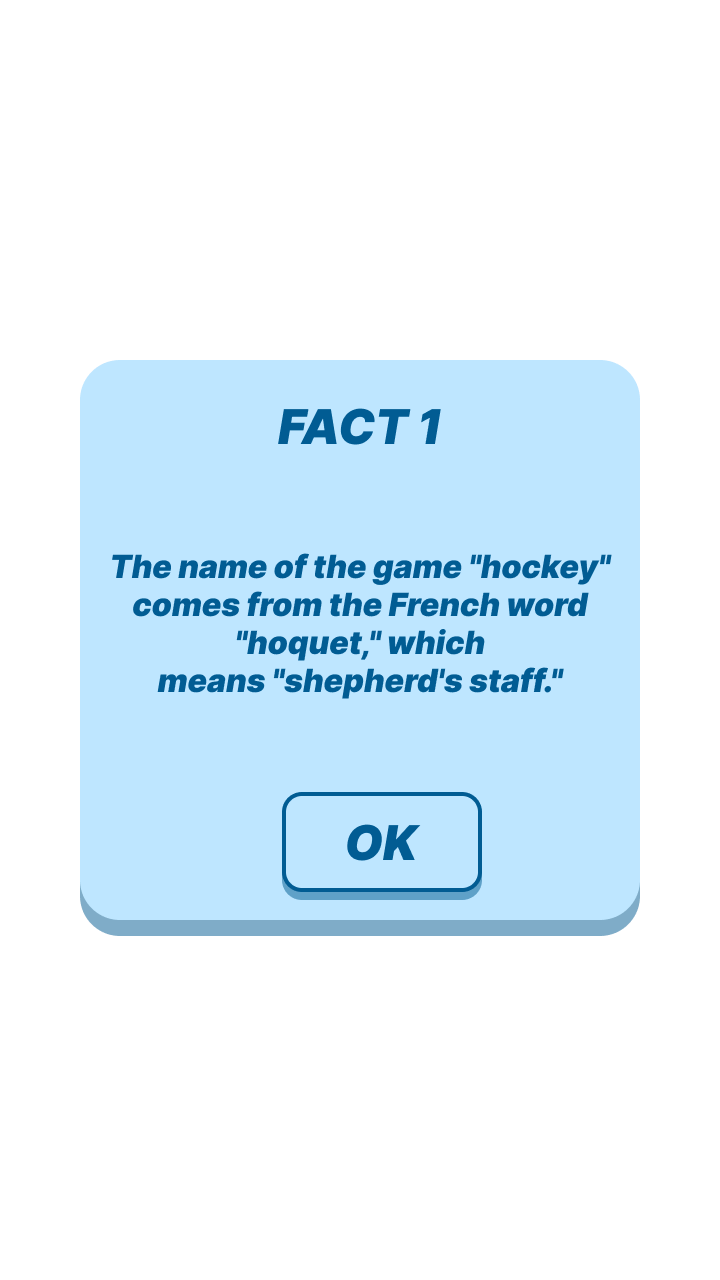 FACT 1
The name of the game "hockey"
comes from the French word
"hoquet," which
means "shepherd's staff."
OK